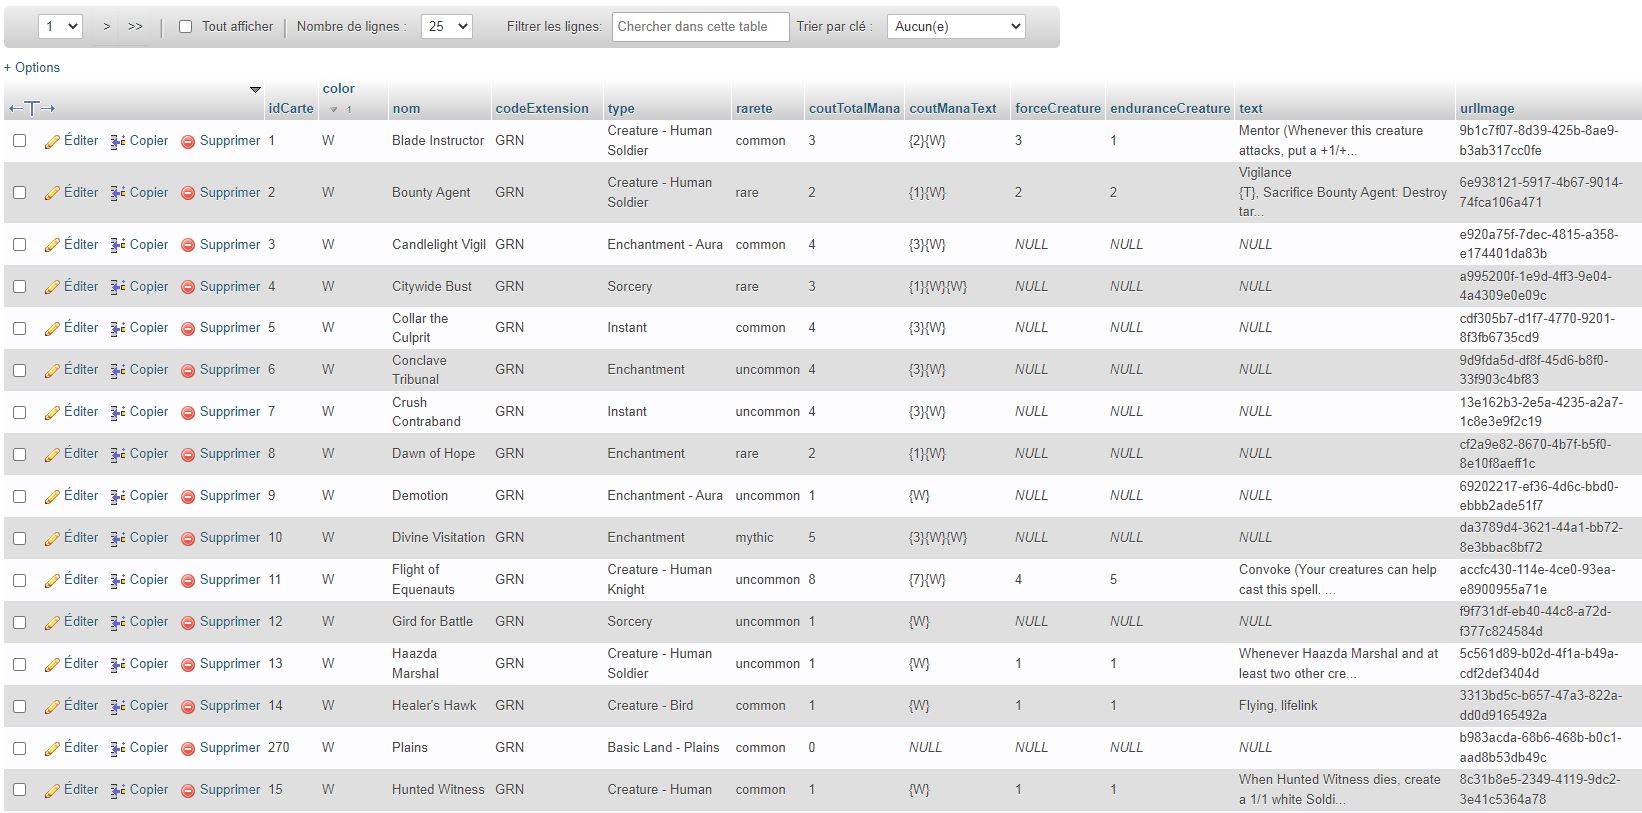 1 > >> Tout afficher Nombre de lignes : 25 Filtrer les lignes: Chercher dans cette table Trier par clé : Aucun(e)
+ Options
←T→ idCarte color 1 nom codeExtension type rarete coutTotalMana coutManaText forceCreature enduranceCreature text urlImage
Éditer Copier Supprimer 1 W Blade Instructor GRN Creature - Human Soldier common 3 {2}{W} 3 1 Mentor (Whenever this creature attacks, put a +1/+... 9b1c7f07-8d39-425b-8ae9-b3ab317cc0fe
Éditer Copier Supprimer 2 W Bounty Agent GRN Creature - Human Soldier rare 2 {1}{W} 2 2 Vigilance {T}, Sacrifice Bounty Agent: Destroy tar... 6e938121-5917-4b67-9014-74fca106a471
Éditer Copier Supprimer 3 W Candlelight Vigil GRN Enchantment - Aura common 4 {3}{W} NULL NULL NULL e920a75f-7dec-4815-a358-e174401da83b
Éditer Copier Supprimer 4 W Citywide Bust GRN Sorcery rare 3 {1}{W}{W} NULL NULL NULL a995200f-1e9d-4ff3-9e04-4a4309e0e09c
Éditer Copier Supprimer 5 W Collar the Culprit GRN Instant common 4 {3}{W} NULL NULL NULL cdf305b7-d1f7-4770-9201-8f3fb6735cd9
Éditer Copier Supprimer 6 W Conclave Tribunal GRN Enchantment uncommon 4 {3}{W} NULL NULL NULL 9d9fda5d-df8f-45d6-b8f0-33f903c4bf83
Éditer Copier Supprimer 7 W Crush Contraband GRN Instant uncommon 4 {3}{W} NULL NULL NULL 13e162b3-2e5a-4235-a2a7-1c8e3e9f2c19
Éditer Copier Supprimer 8 W Dawn of Hope GRN Enchantment rare 2 {1}{W} NULL NULL NULL cf2a9e82-8670-4b7f-b5f0-8e10f8aeff1c
Éditer Copier Supprimer 9 W Demotion GRN Enchantment - Aura uncommon 1 {W} NULL NULL NULL 69202217-ef36-4d6c-bbd0-ebbb2ade51f7
Éditer Copier Supprimer 10 W Divine Visitation GRN Enchantment mythic 5 {3}{W}{W} NULL NULL NULL da3789d4-3621-44a1-bb72-8e3bbac8bf72
Éditer Copier Supprimer 11 W Flight of Equenauts GRN Creature - Human Knight uncommon 8 {7}{W} 4 5 Convoke (Your creatures can help cast this spell. ... accfc430-114e-4ce0-93ea-e8900955a71e
Éditer Copier Supprimer 12 W Gird for Battle GRN Sorcery uncommon 1 {W} NULL NULL NULL f9f731df-eb40-44c8-a72d-f377c824584d
Éditer Copier Supprimer 13 W Haazda Marshal GRN Creature - Human Soldier uncommon 1 {W} 1 1 Whenever Haazda Marshal and at least two other cre... 5c561d89-b02d-4f1a-b49a-cdf2def3404d
Éditer Copier Supprimer 14 W Healer's Hawk GRN Creature - Bird common 1 {W} 1 1 Flying, lifelink 3313bd5c-b657-47a3-822a-dd0d9165492a
Éditer Copier Supprimer 270 W Plains GRN Basic Land - Plains common 0 NULL NULL NULL NULL b983acda-68b6-468b-b0c1-aad8b53db49c
Éditer Copier Supprimer 15 W Hunted Witness GRN Creature - Human common 1 {W} 1 1 When Hunted Witness dies, create a 1/1 white Soldi... 8c31b8e5-2349-4119-9dc2-3e41c5364a78